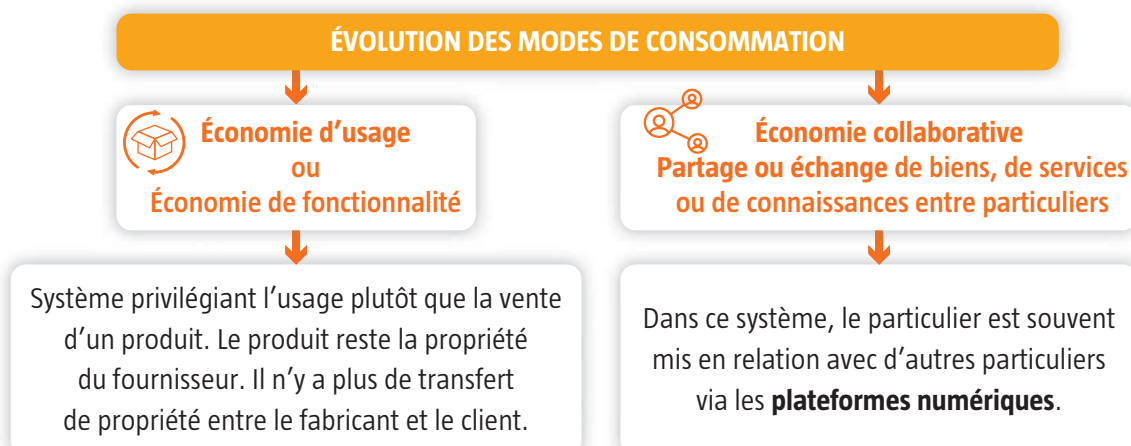 ÉVOLUTION DES MODES DE CONSOMMATION
Économie d'usage
ou
Économie de fonctionnalité
Système privilégiant l'usage plutôt que la vente
d'un produit. Le produit reste la propriété
du fournisseur. Il n'y a plus de transfert
de propriété entre le fabricant et le client.
Économie collaborative
Partage ou échange de biens, de services
ou de connaissances entre particuliers
Dans ce système, le particulier est souvent
mis en relation avec d'autres particuliers
via les plateformes numériques.